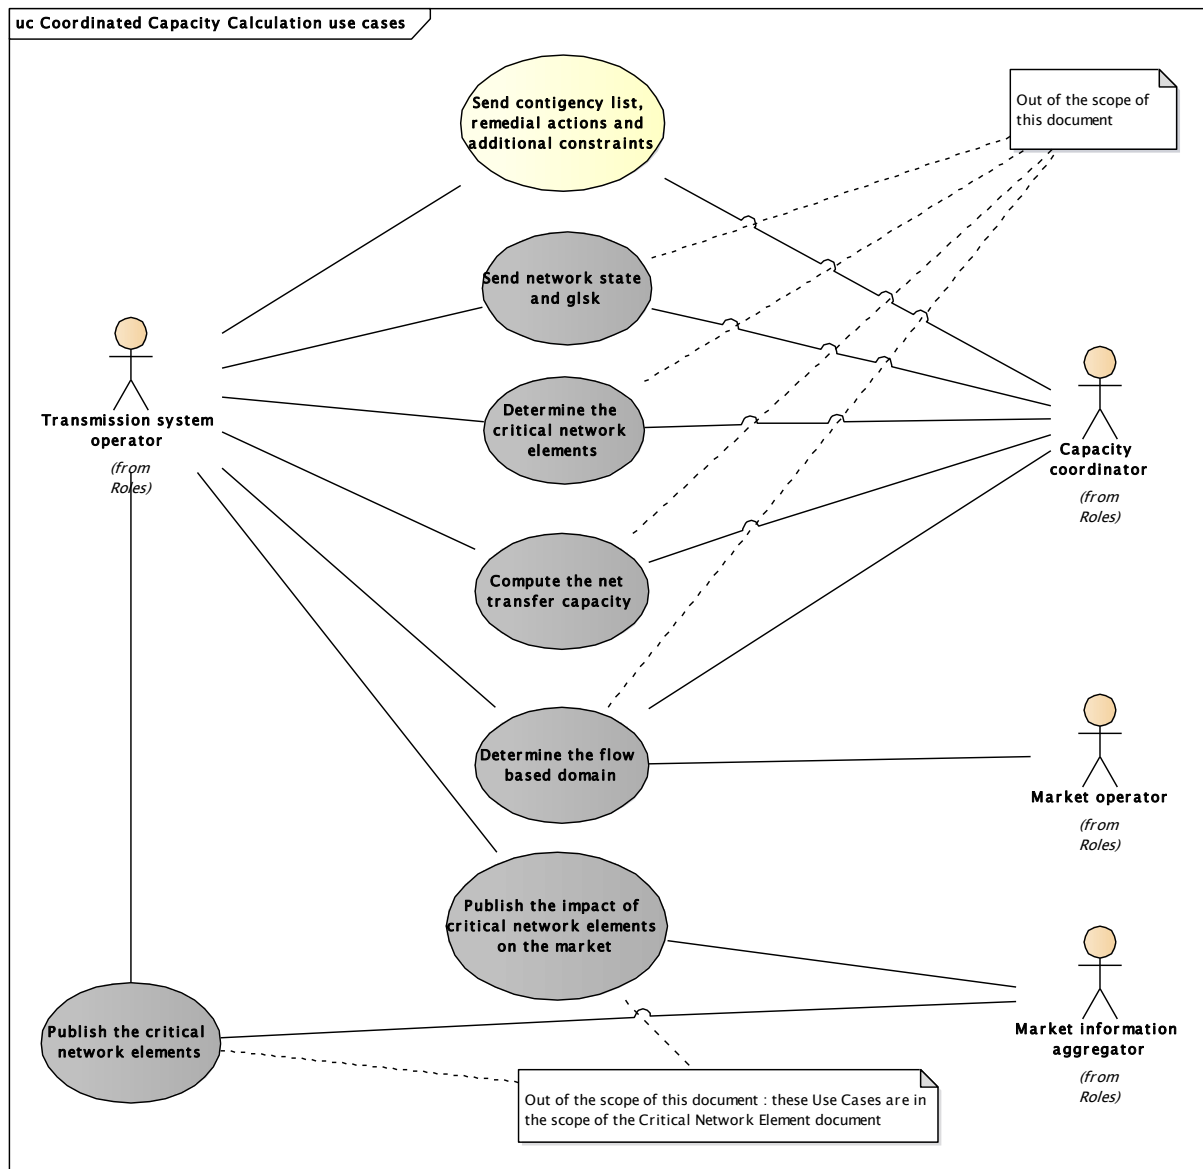 uc Coordinated Capacity Calculation use cases
Send contigency list,
remedial actions and
additional constraints
Out of the scope of
this document
Send network state
and glsk
Transmission system
operator
(from
Roles)
Determine the
critical network
elements
Capacity
coordinator
(from
Roles)
Compute the net
transfer capacity
Determine the flow
based domain
Market operator
(from
Roles)
Publish the impact of
critical network elements
on the market
Publish the critical
network elements
Market information
aggregator
(from
Roles)
Out of the scope of this document : these Use Cases are in
the scope of the Critical Network Element document